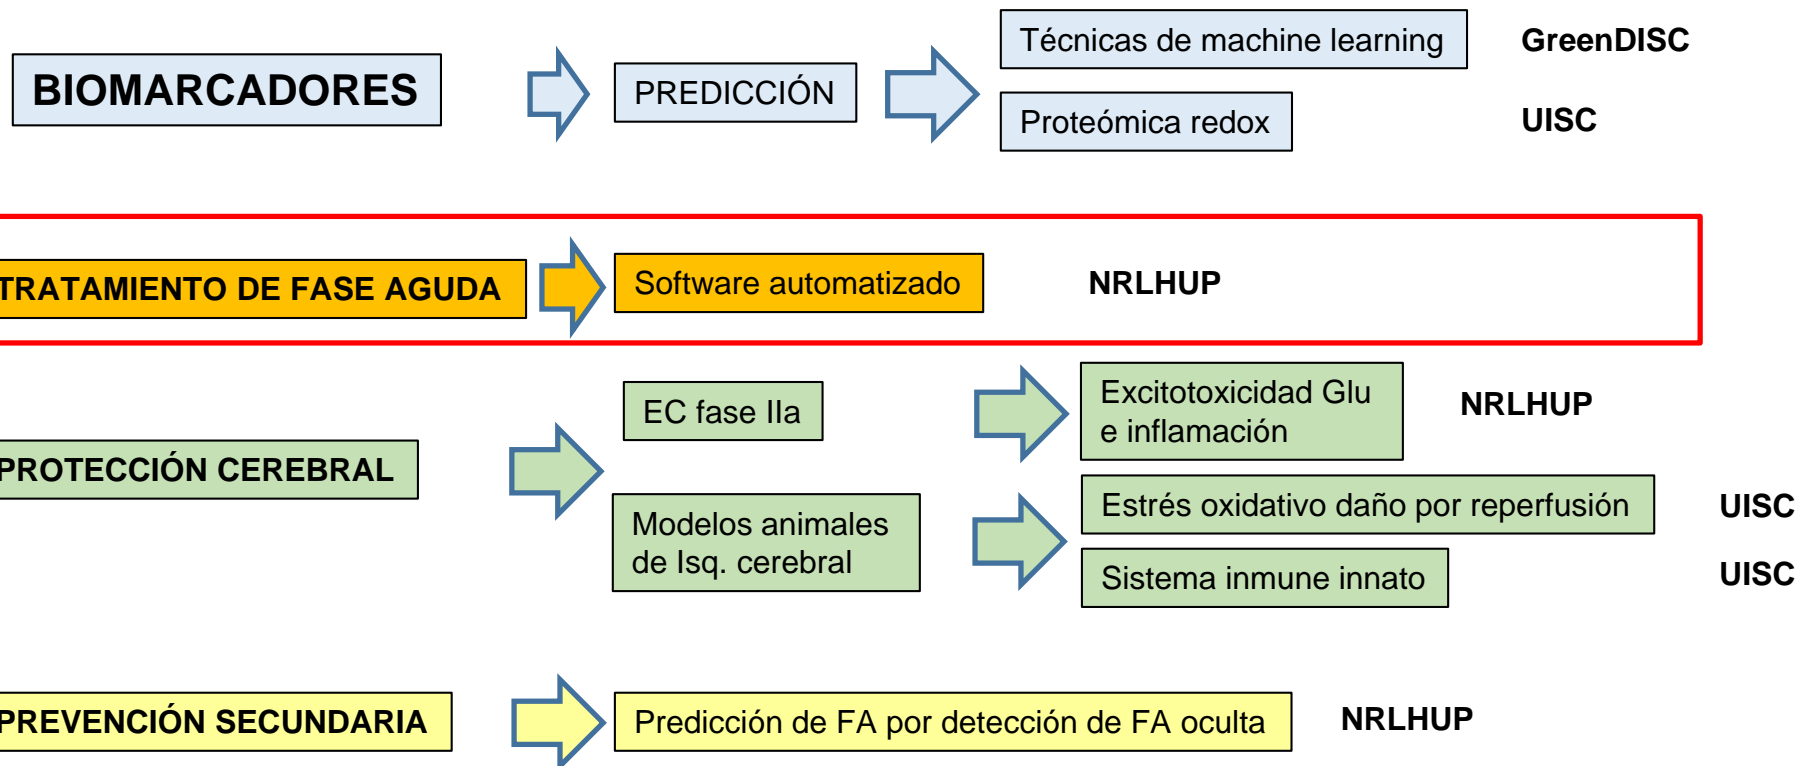 BIOMARCADORES
PREDICCIÓN
Técnicas de machine learning
GreenDISC
Proteómica redox
UISC
TRATAMIENTO DE FASE AGUDA
Software automatizado
NRLHUP
PROTECCIÓN CEREBRAL
EC fase IIa
Excitotoxicidad Glu
e inflamación
NRLHUP
Modelos animales
de Isq. cerebral
Estrés oxidativo daño por reperfusión
UISC
Sistema inmune innato
UISC
PREVENCIÓN SECUNDARIA
Predicción de FA por detección de FA oculta
NRLHUP